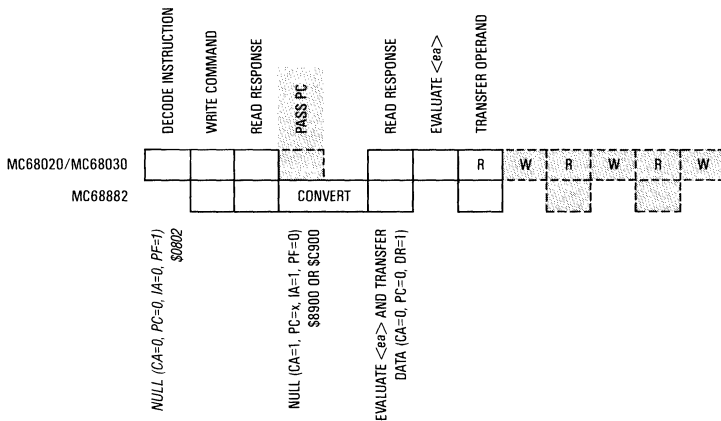 DECODE INSTRUCTION
WRITE COMMAND
READ RESPONSE
PASS PC
READ RESPONSE
EVALUATE <ea>
TRANSFER OPERAND
MC68020/MC68030
R W R W R W
MC68882
CONVERT
NULL (CA=0, PC=0, IA=0, PF=1)
$0802
NULL (CA=1, PC=x, IA=1, PF=0)
$8900 OR $C900
EVALUATE <ea> AND TRANSFER
DATA (CA=0, PC=0, DR=1)